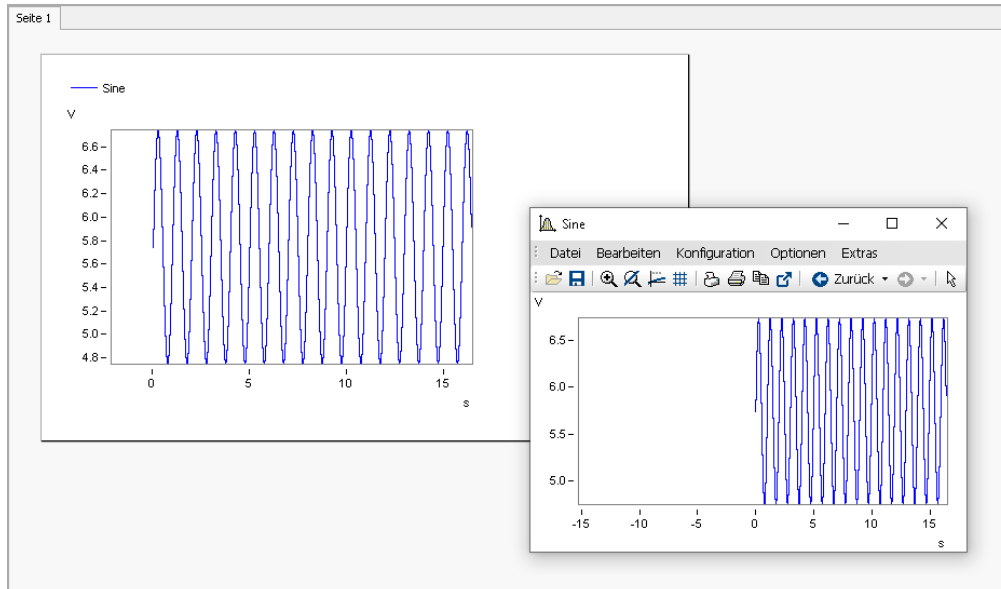 Seite 1
Sine
V
6.6
6.4
6.2
6.0
5.8
5.6
5.4
5.2
5.0
4.8
0 5 10 15
s
Sine
Datei Bearbeiten Konfiguration Optionen Extras
Zurück
V
6.5
6.0
5.5
5.0
-15 -10 -5 0 5 10 15
s